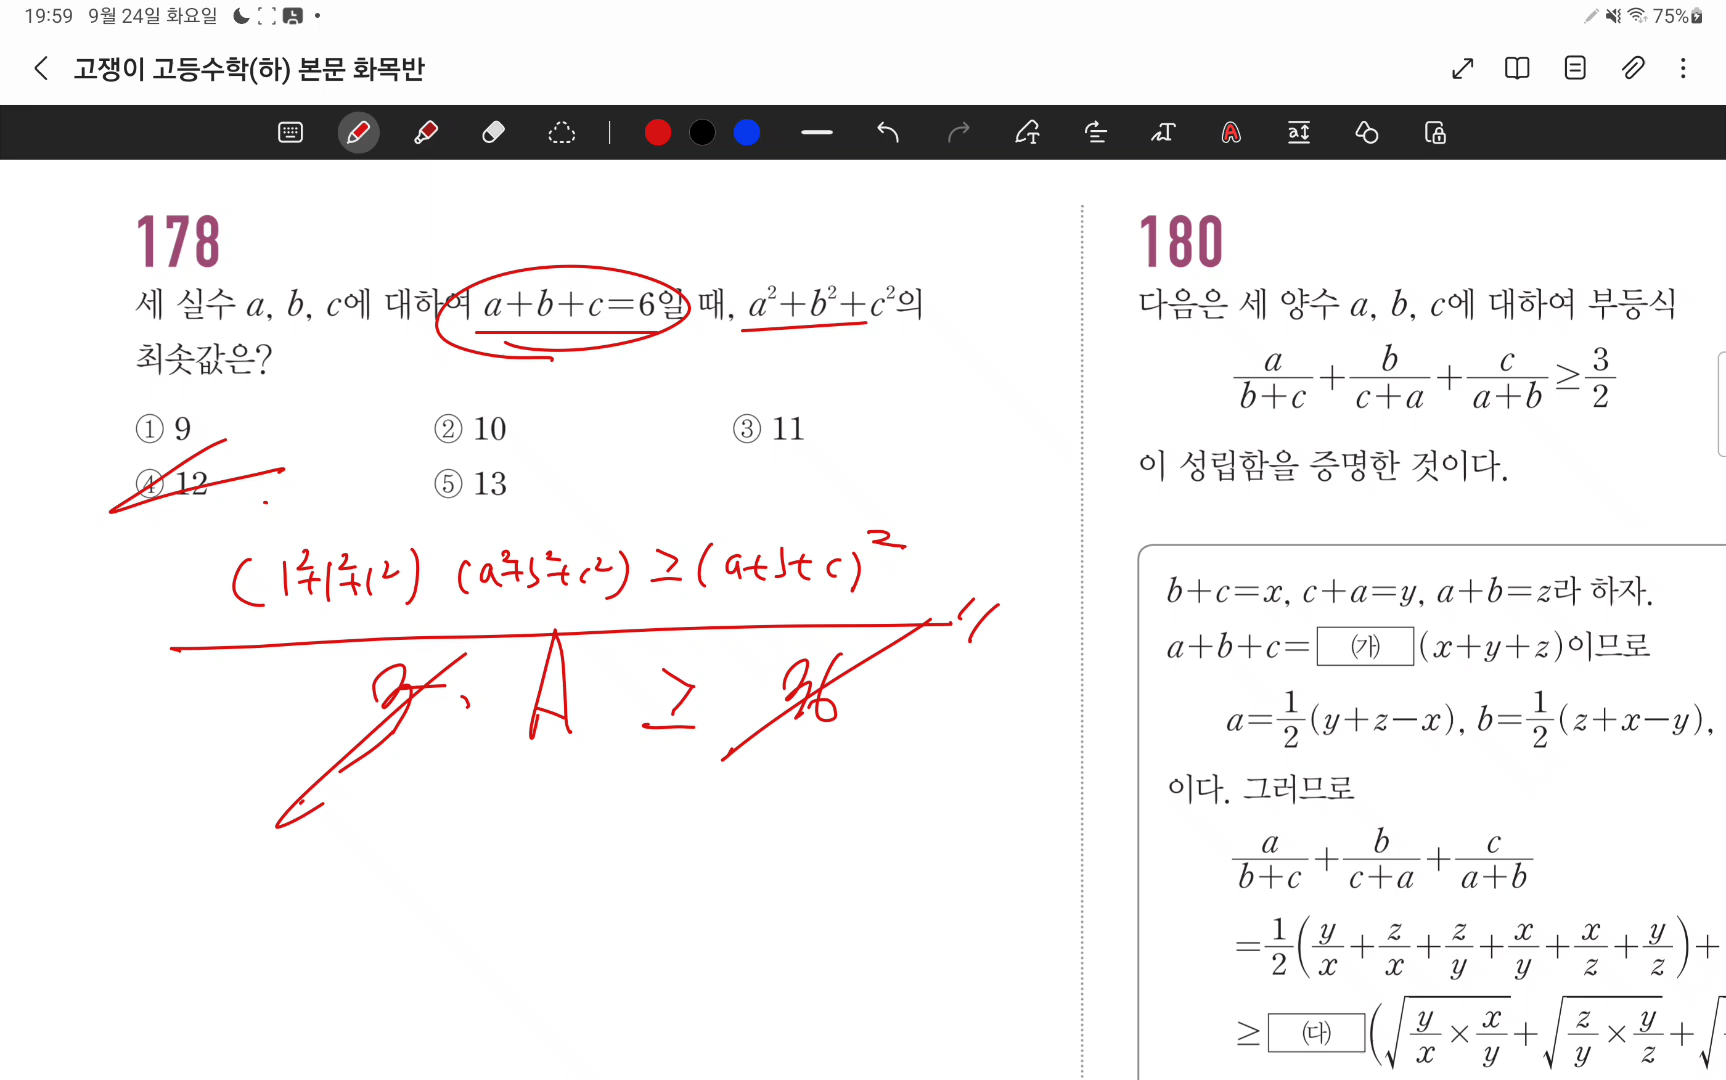 19:59 9월 24일 화요일
75%
고쟁이 고등수학(하) 본문 화목반
178
세 실수 a, b, c에 대하여 a+b+c=6일 때, a²+b²+c²의
최솟값은?
① 9 ② 10 ③ 11
④ 12 ⑤ 13
(1²+1²+1²) (a²+b²+c²) ≥ (a+b+c)²
3 · A ≥ 36
180
다음은 세 양수 a, b, c에 대하여 부등식
a/(b+c) + b/(c+a) + c/(a+b) ≥ 3/2
이 성립함을 증명한 것이다.
b+c=x, c+a=y, a+b=z라 하자.
a+b+c= (가) (x+y+z)이므로
a=1/2(y+z−x), b=1/2(z+x−y),
이다. 그러므로
a/(b+c) + b/(c+a) + c/(a+b)
=1/2(y/x + z/x + z/y + x/y + x/z + y/z)+
≥ (다) (√(y/x × x/y) + √(z/y × y/z) + √